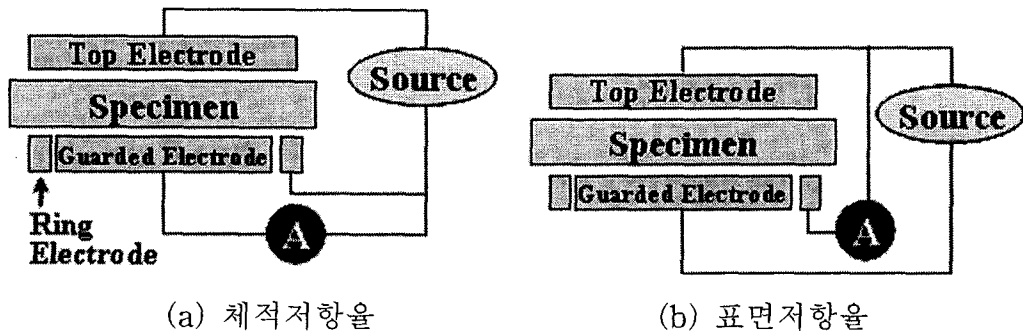 Top Electrode
Source
Specimen
Guarded Electrode
Ring
Electrode
A
(a) 체적저항율
Top Electrode
Source
Specimen
Guarded Electrode
A
(b) 표면저항율